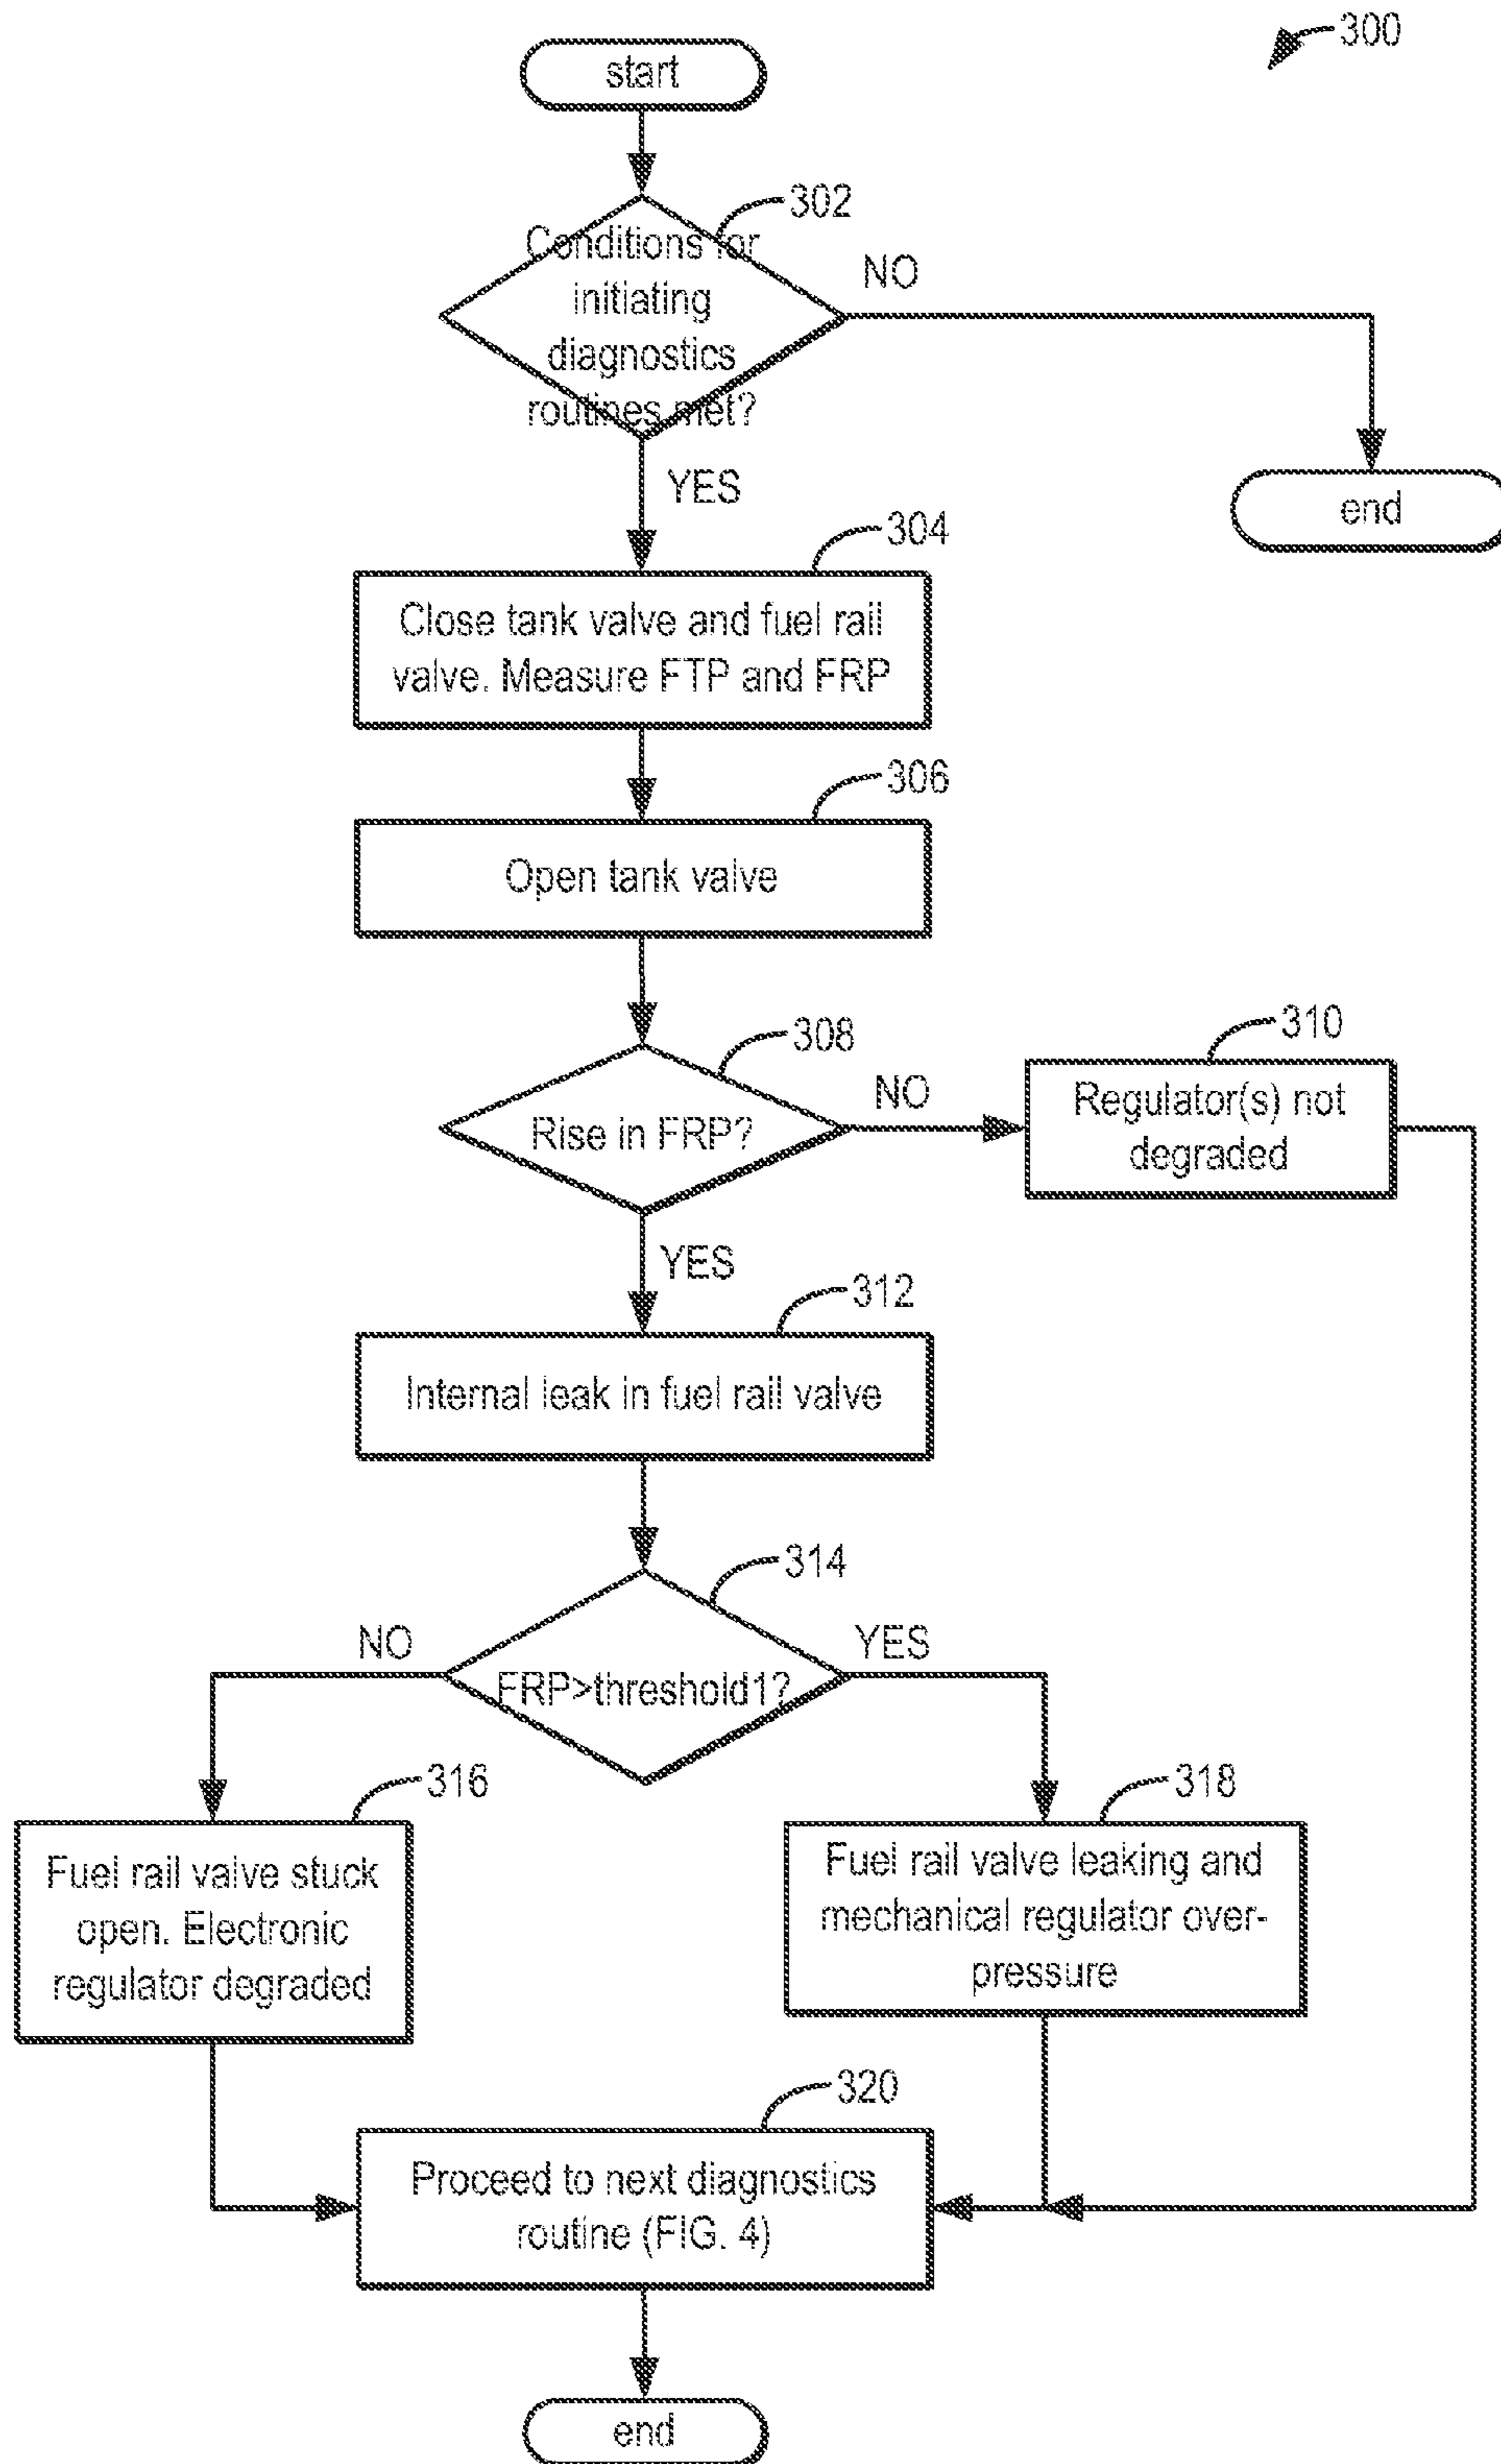 300
start
302
Conditions for
initiating
diagnostics
routines met?
NO
YES
end
304
Close tank valve and fuel rail
valve. Measure FTP and FRP
306
Open tank valve
308
Rise in FRP?
NO
310
Regulator(s) not
degraded
YES
312
Internal leak in fuel rail valve
314
FRP>threshold1?
NO
YES
316
Fuel rail valve stuck
open. Electronic
regulator degraded
318
Fuel rail valve leaking and
mechanical regulator over-
pressure
320
Proceed to next diagnostics
routine (FIG. 4)
end